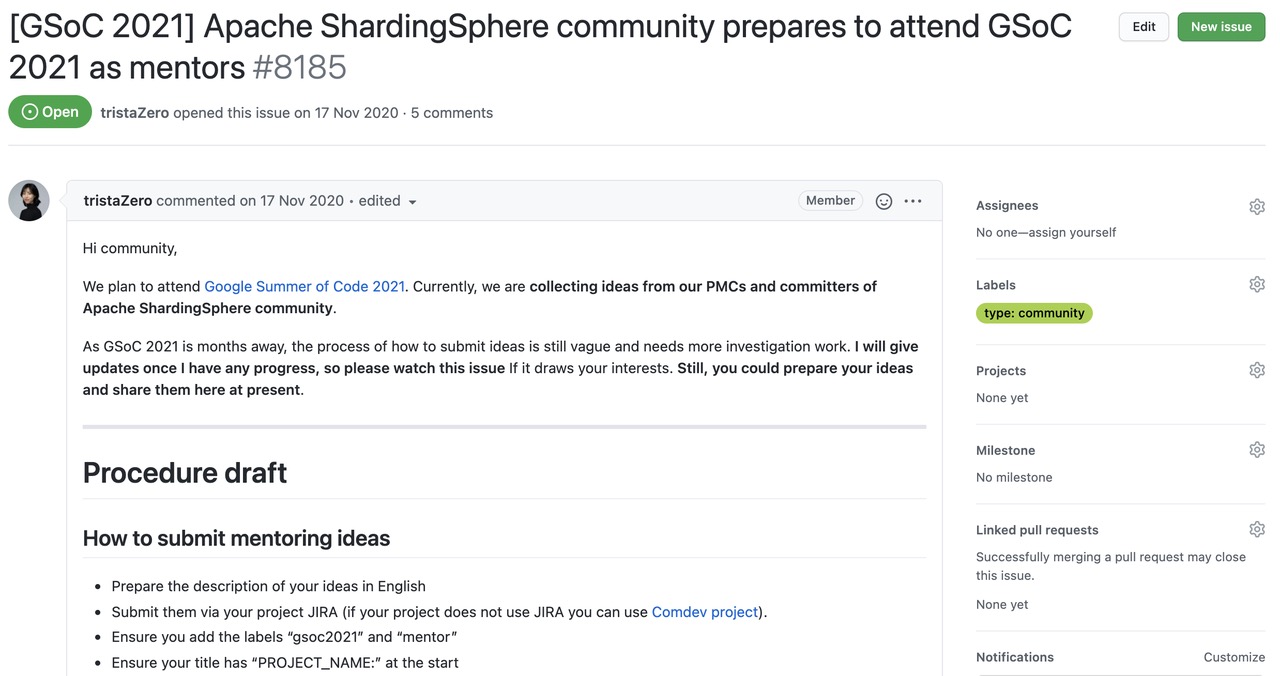 [GSoC 2021] Apache ShardingSphere community prepares to attend GSoC
2021 as mentors #8185
Edit
New issue
Open
tristaZero opened this issue on 17 Nov 2020 · 5 comments
tristaZero commented on 17 Nov 2020 • edited
Member
Hi community,
We plan to attend Google Summer of Code 2021. Currently, we are collecting ideas from our PMCs and committers of
Apache ShardingSphere community.
As GSoC 2021 is months away, the process of how to submit ideas is still vague and needs more investigation work. I will give
updates once I have any progress, so please watch this issue If it draws your interests. Still, you could prepare your ideas
and share them here at present.
Procedure draft
How to submit mentoring ideas
• Prepare the description of your ideas in English
• Submit them via your project JIRA (if your project does not use JIRA you can use Comdev project).
• Ensure you add the labels “gsoc2021” and “mentor”
• Ensure your title has “PROJECT_NAME:” at the start
Assignees
No one—assign yourself
Labels
type: community
Projects
None yet
Milestone
No milestone
Linked pull requests
Successfully merging a pull request may close
this issue.
None yet
Notifications
Customize